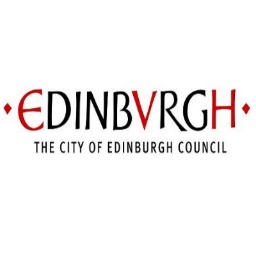 ♦EDINBVRGH♦
THE CITY OF EDINBURGH COUNCIL